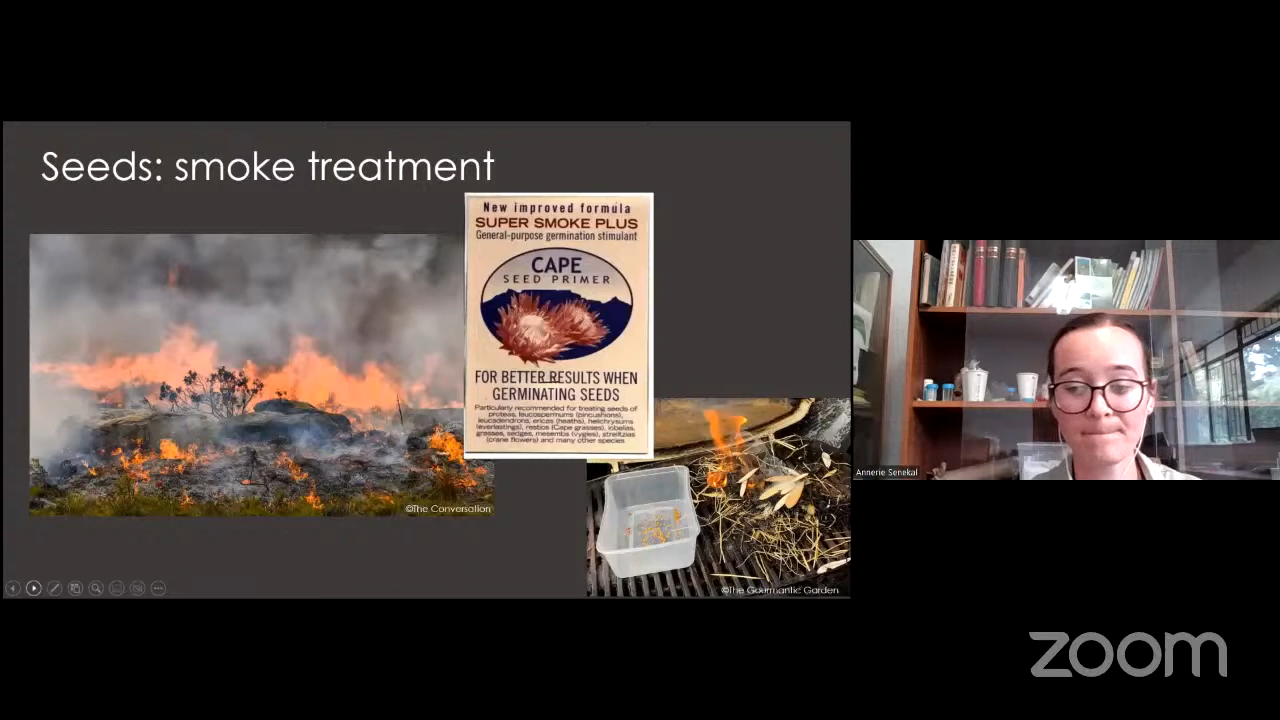 Seeds: smoke treatment
New improved formula
SUPER SMOKE PLUS
General-purpose germination stimulant
CAPE
SEED PRIMER
FOR BETTER RESULTS WHEN
GERMINATING SEEDS
Particularly recommended for treating seeds of
proteas, leucospermums (pincushions),
leucadendrons, ericas (heaths), helichrysums
(everlastings), restios (Cape grasses), lobelias,
grasses, sedges, mesembs (vygies), strelitzias
(crane flowers) and many other species
©The Conversation
©The Gourmantic Garden
Annerie Senekal
zoom